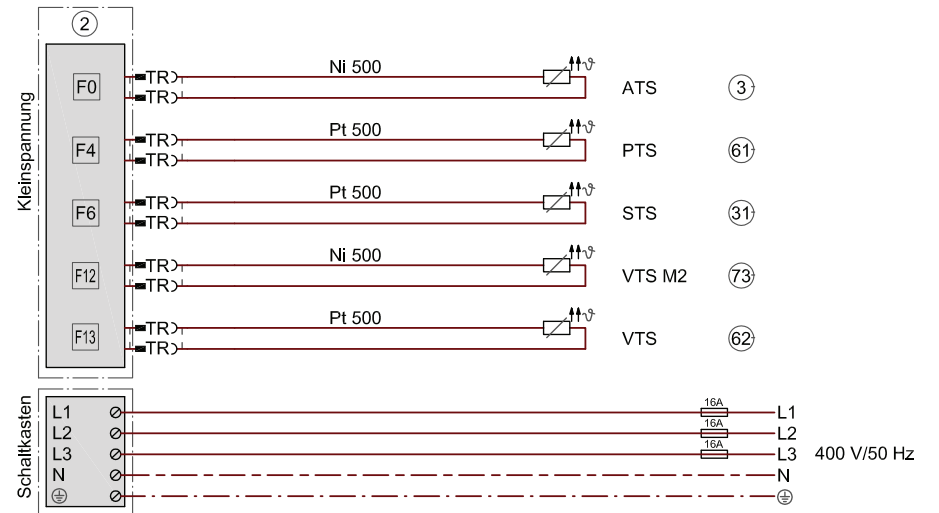 2
Kleinspannung
F0 TR Ni 500 ϑ ATS 3
TR
F4 TR Pt 500 ϑ PTS 61
TR
F6 TR Pt 500 ϑ STS 31
TR
F12 TR Ni 500 ϑ VTS M2 73
TR
F13 TR Pt 500 ϑ VTS 62
TR
Schaltkasten
L1 16A L1
L2 16A L2
L3 16A L3 400 V/50 Hz
N N